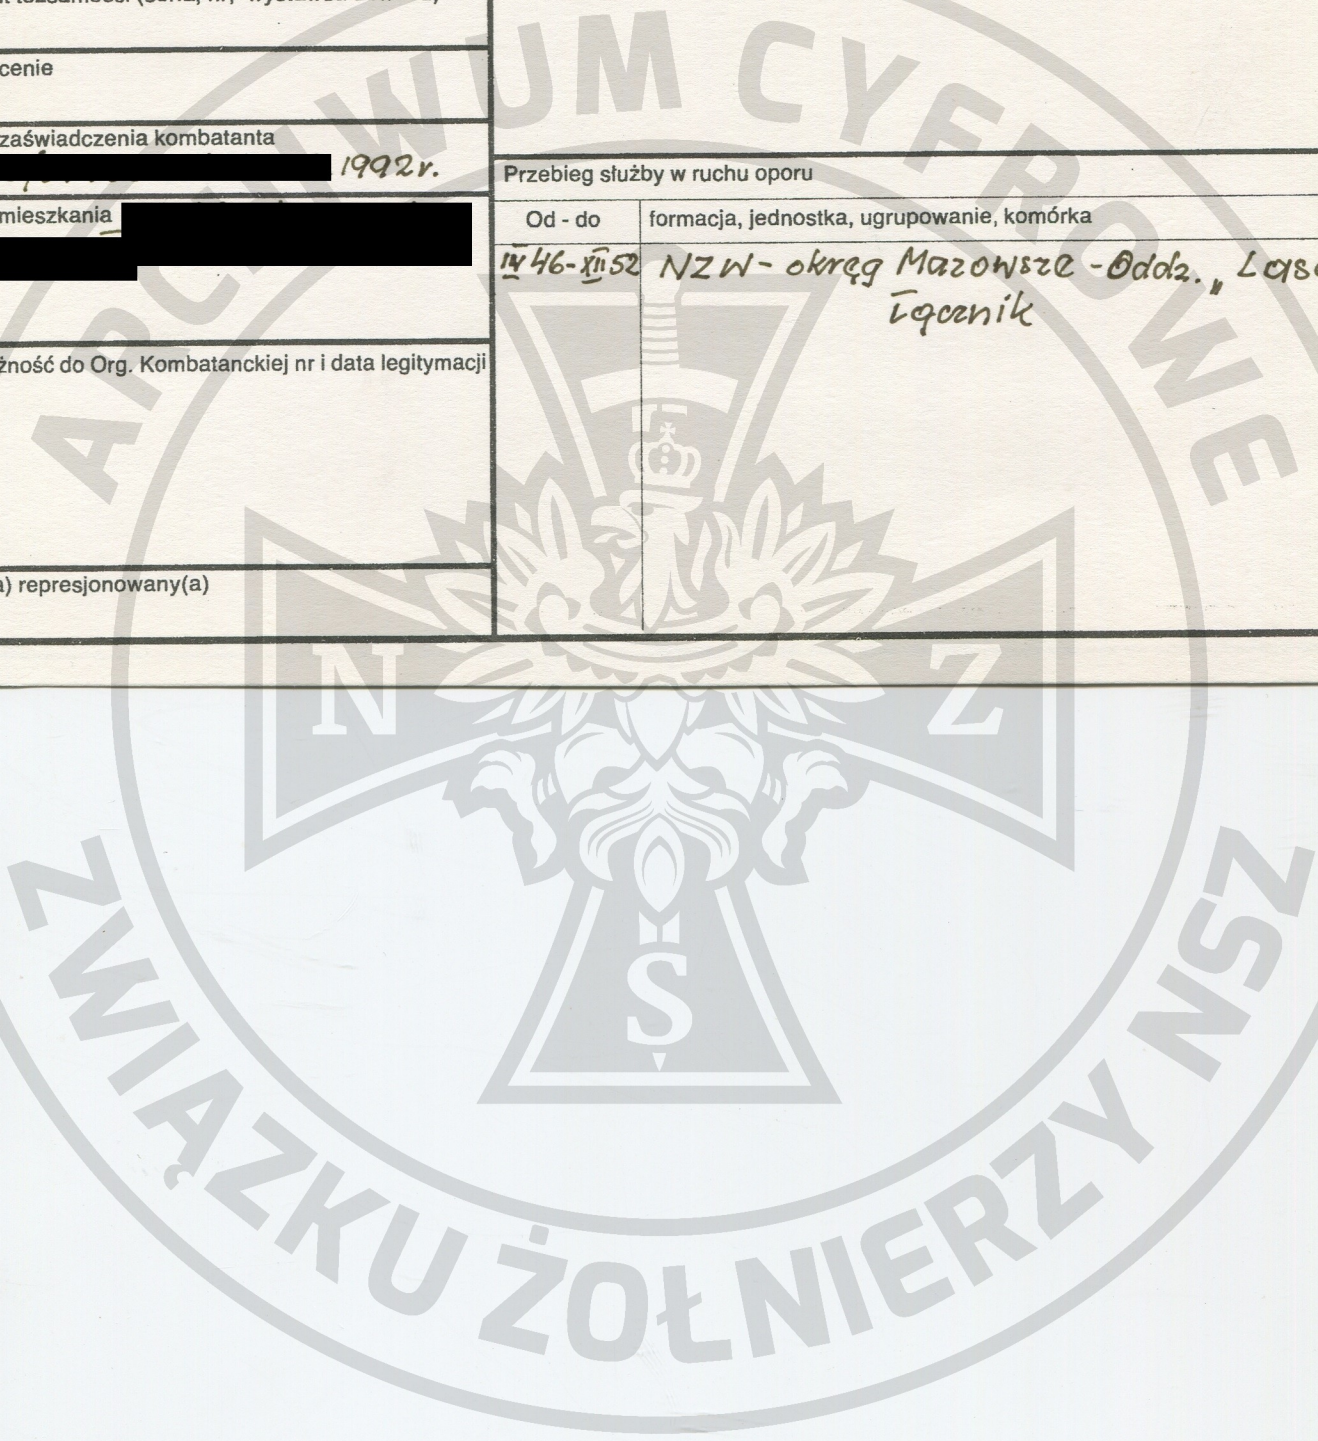 cenie
zaświadczenia kombatanta
1992r.
mieszkania
żność do Org. Kombatanckiej nr i data legitymacji
a) represjonowany(a)
Przebieg służby w ruchu oporu
Od - do formacja, jednostka, ugrupowanie, komórka
IV 46-XII 52 NZW - okręg Mazowsze - Oddz. „
Łącznik
ARCHIWUM CYFROWE
ZWIĄZKU ŻOŁNIERZY NSZ
N Z
S